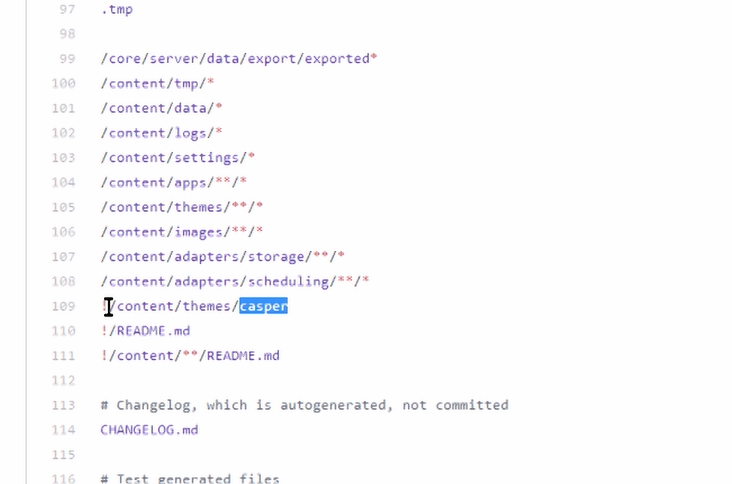 97 .tmp
98
99 /core/server/data/export/exported*
100 /content/tmp/*
101 /content/data/*
102 /content/logs/*
103 /content/settings/*
104 /content/apps/**/*
105 /content/themes/**/*
106 /content/images/**/*
107 /content/adapters/storage/**/*
108 /content/adapters/scheduling/**/*
109 !/content/themes/casper
110 !/README.md
111 !/content/**/README.md
112
113 # Changelog, which is autogenerated, not committed
114 CHANGELOG.md
115
116 # Test generated files